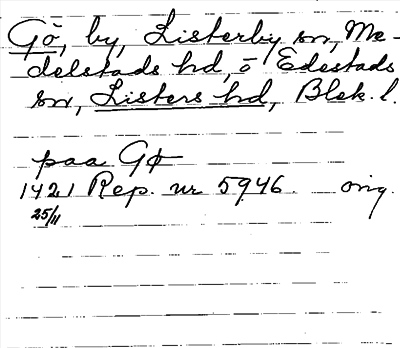 Gö, by, Listerby sn, Me-
delstads hd, ö Edestads
sn, Listers hd, Blek. l.
paa Gø
1421 Rep. nr 5946. orig.
25/11